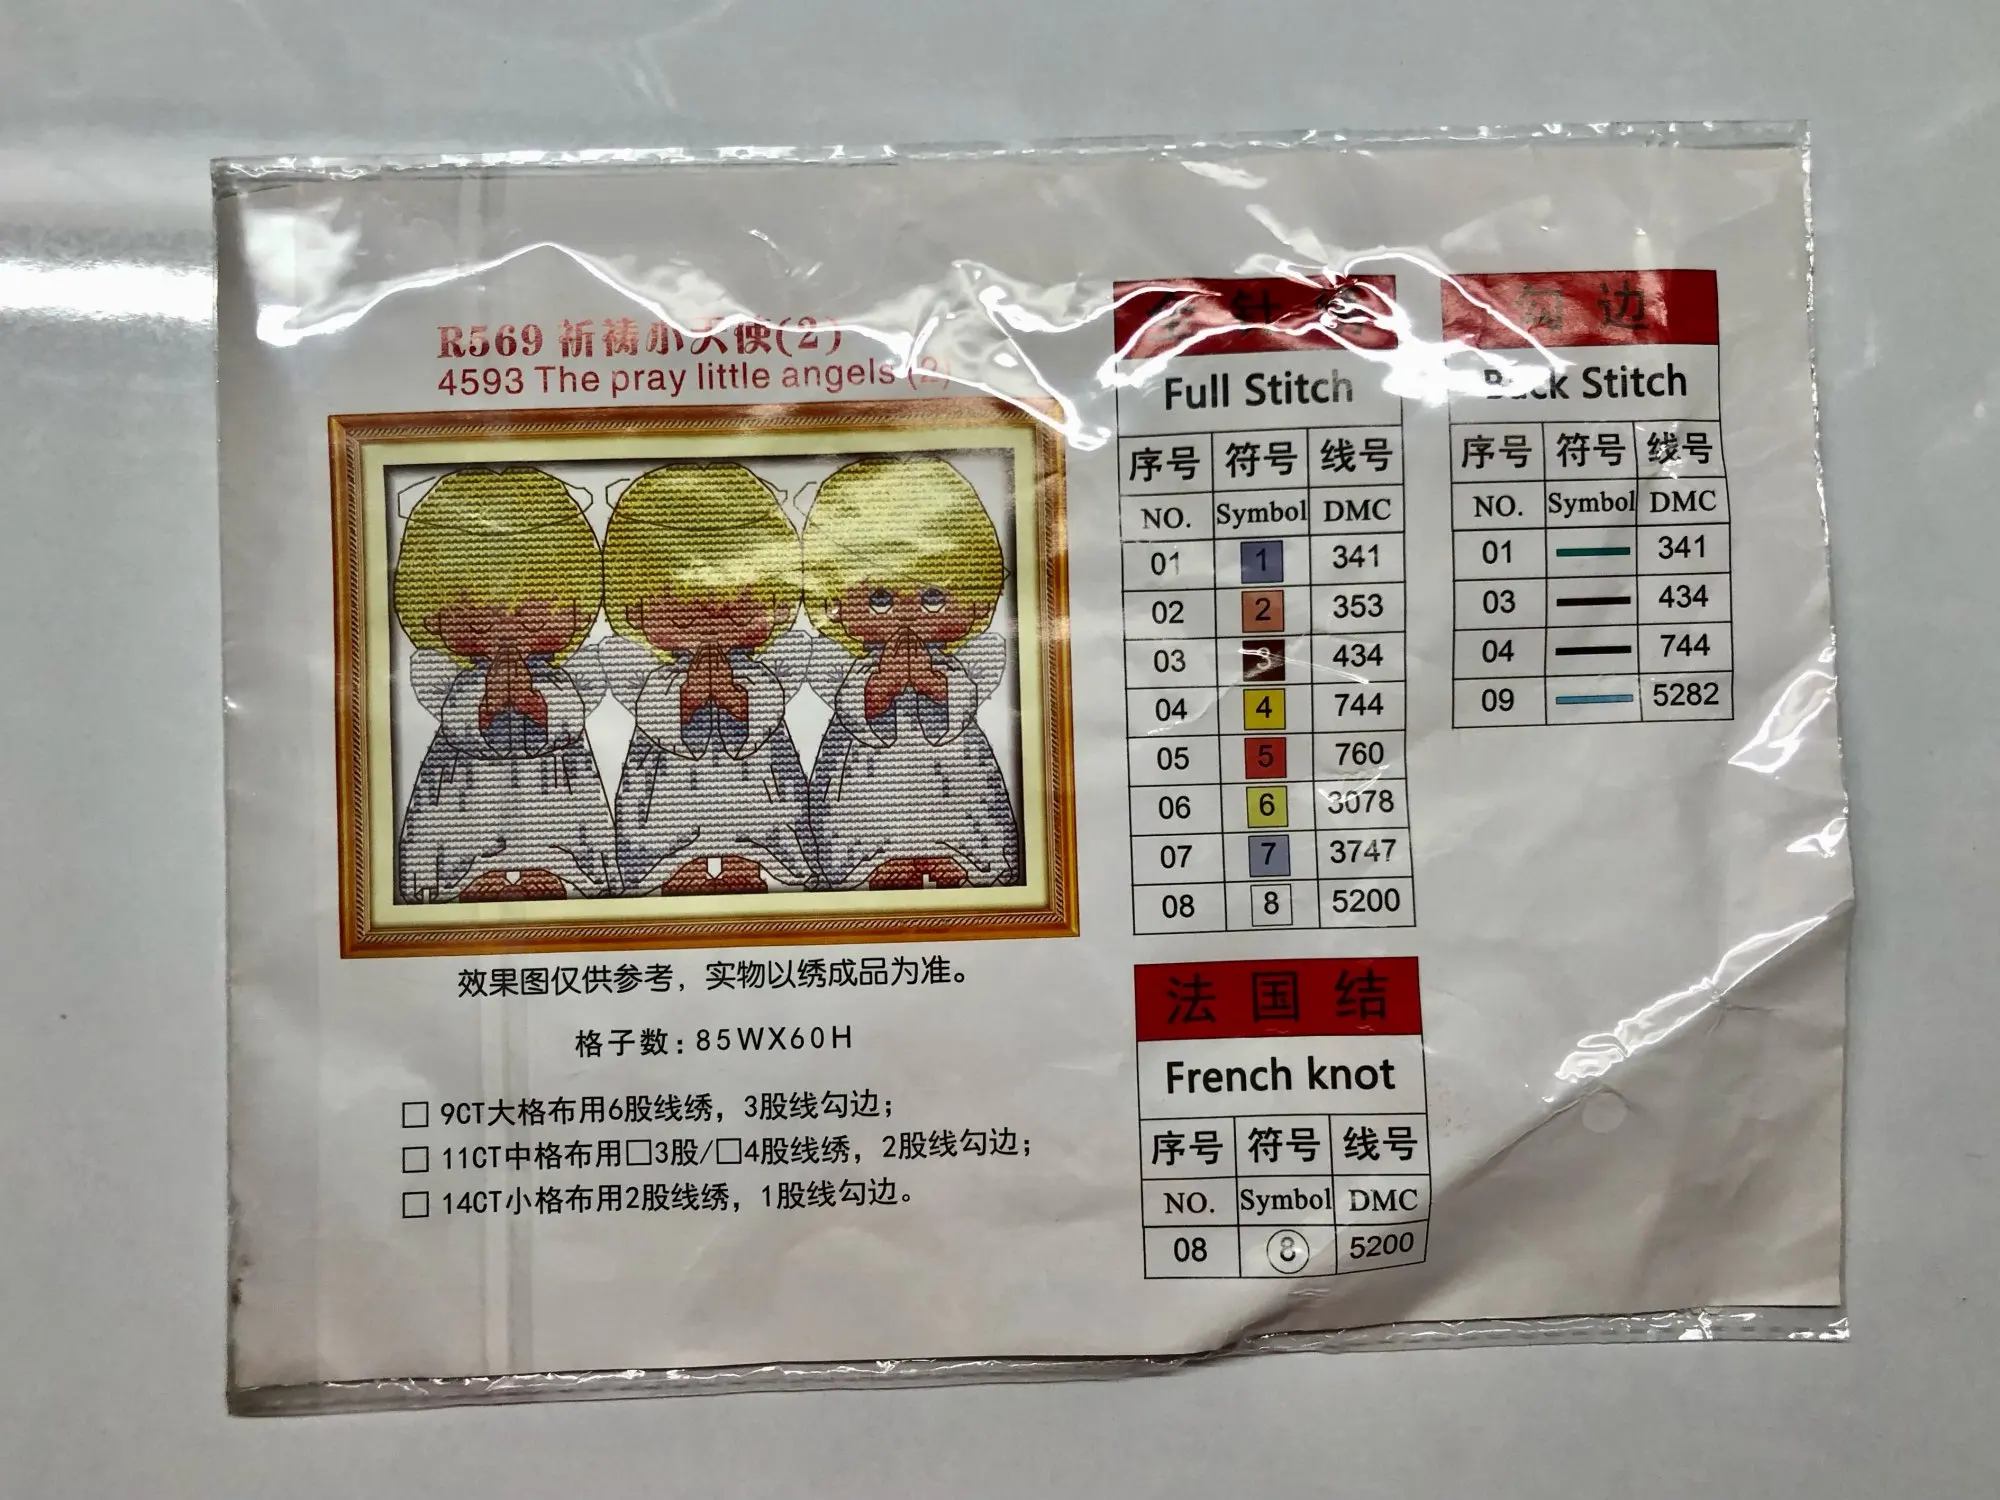 R569 祈祷小天使(2)
4593 The pray little angels (2)
效果图仅供参考，实物以绣成品为准。
格子数：85WX60H
□ 9CT大格布用6股线绣，3股线勾边；
□ 11CT中格布用□3股/□4股线绣，2股线勾边；
□ 14CT小格布用2股线绣，1股线勾边。
全针绣
Full Stitch
序号 符号 线号
NO. Symbol DMC
01 1 341
02 2 353
03 3 434
04 4 744
05 5 760
06 6 3078
07 7 3747
08 8 5200
勾边
Back Stitch
序号 符号 线号
NO. Symbol DMC
01 341
03 434
04 744
09 5282
法国结
French knot
序号 符号 线号
NO. Symbol DMC
08 8 5200